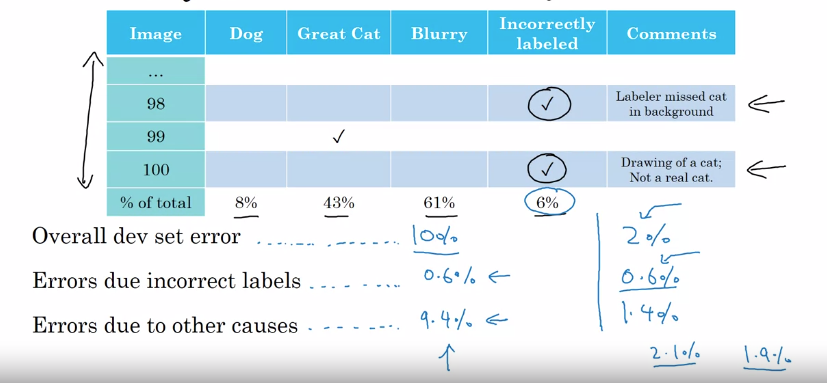 Image Dog Great Cat Blurry Incorrectly labeled Comments
...
98 ✓ Labeler missed cat in background
99 ✓
100 ✓ Drawing of a cat; Not a real cat.
% of total 8% 43% 61% 6%
Overall dev set error 10% 2%
Errors due incorrect labels 0.6% 0.6%
Errors due to other causes 9.4% 1.4%
2.1% 1.9%